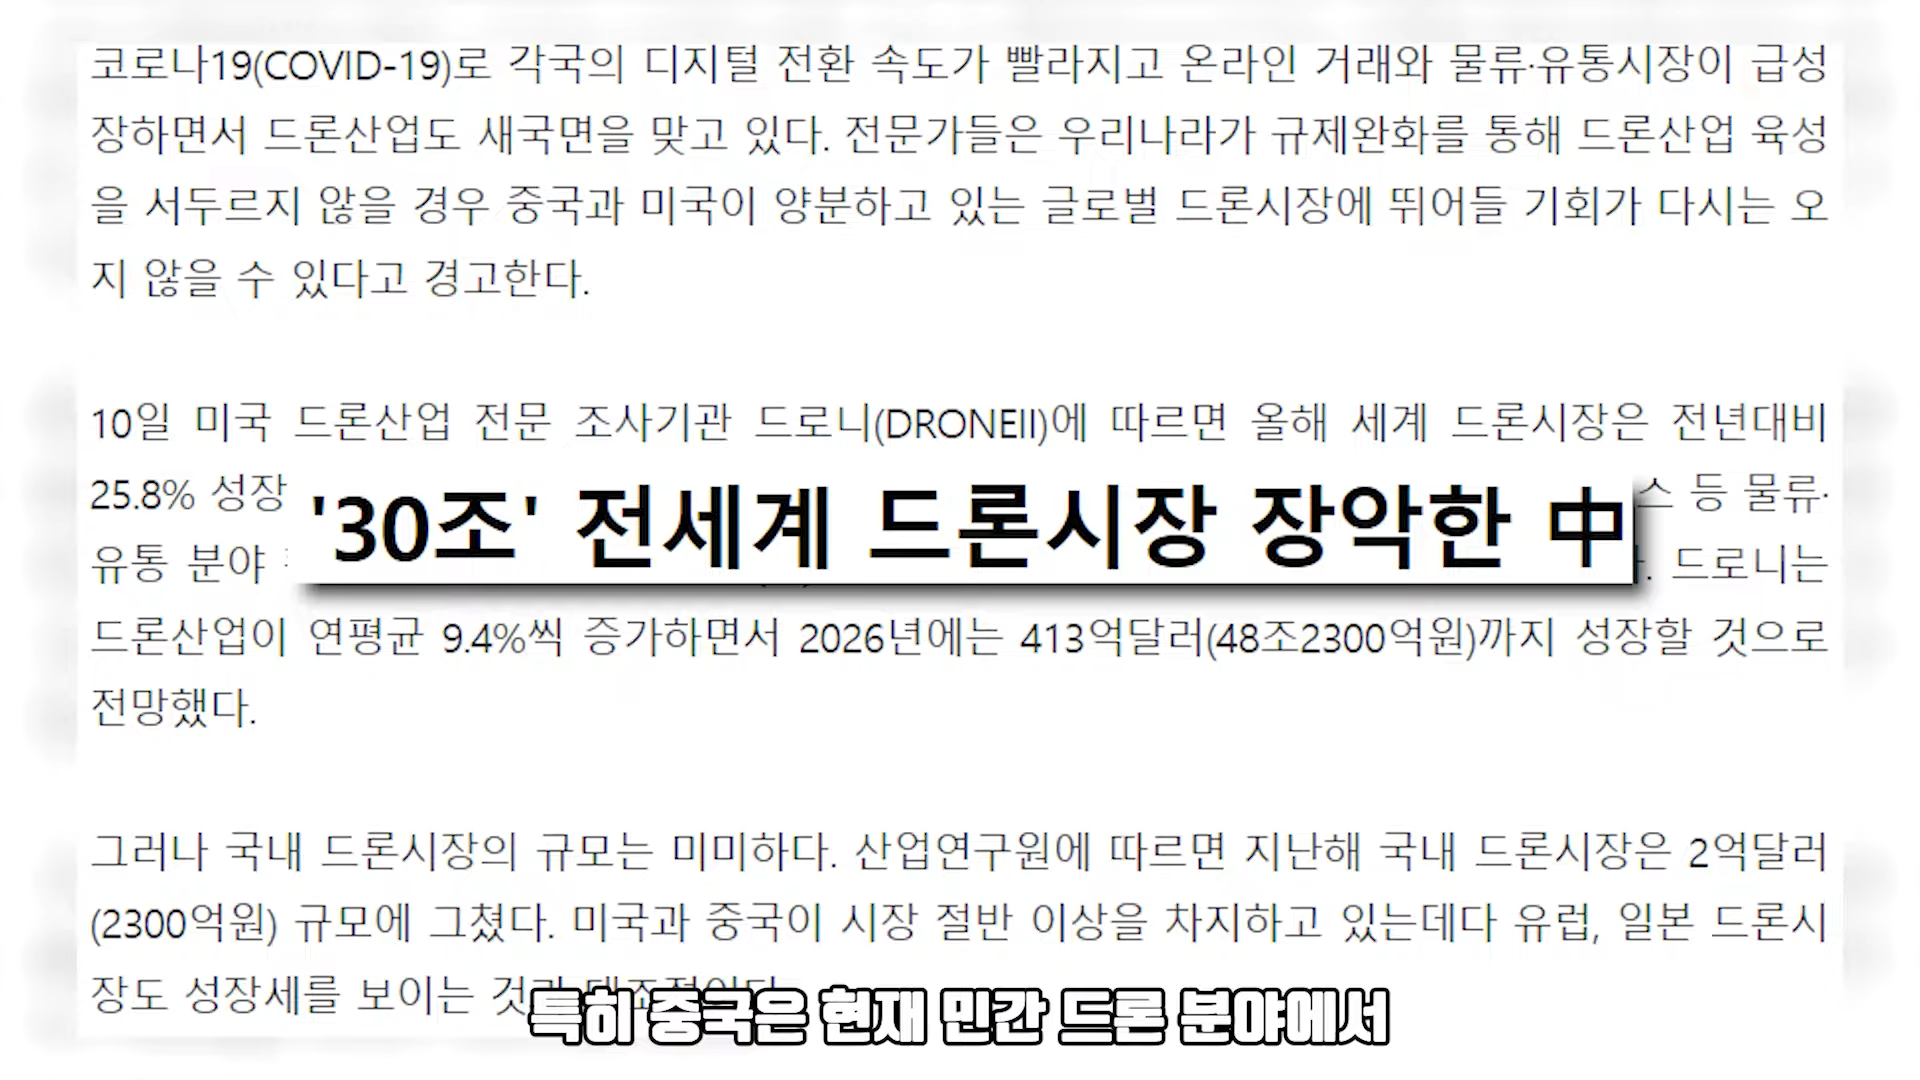 코로나19(COVID-19)로 각국의 디지털 전환 속도가 빨라지고 온라인 거래와 물류·유통시장이 급성
장하면서 드론산업도 새국면을 맞고 있다. 전문가들은 우리나라가 규제완화를 통해 드론산업 육성
을 서두르지 않을 경우 중국과 미국이 양분하고 있는 글로벌 드론시장에 뛰어들 기회가 다시는 오
지 않을 수 있다고 경고한다.
10일 미국 드론산업 전문 조사기관 드로니(DRONEII)에 따르면 올해 세계 드론시장은 전년대비
25.8% 성장 등 물류·
'30조' 전세계 드론시장 장악한 中
유통 분야 드로니는
드론산업이 연평균 9.4%씩 증가하면서 2026년에는 413억달러(48조2300억원)까지 성장할 것으로
전망했다.
그러나 국내 드론시장의 규모는 미미하다. 산업연구원에 따르면 지난해 국내 드론시장은 2억달러
(2300억원) 규모에 그쳤다. 미국과 중국이 시장 절반 이상을 차지하고 있는데다 유럽, 일본 드론시
장도 성장세를 보이는
특히 중국은 현재 민간 드론 분야에서